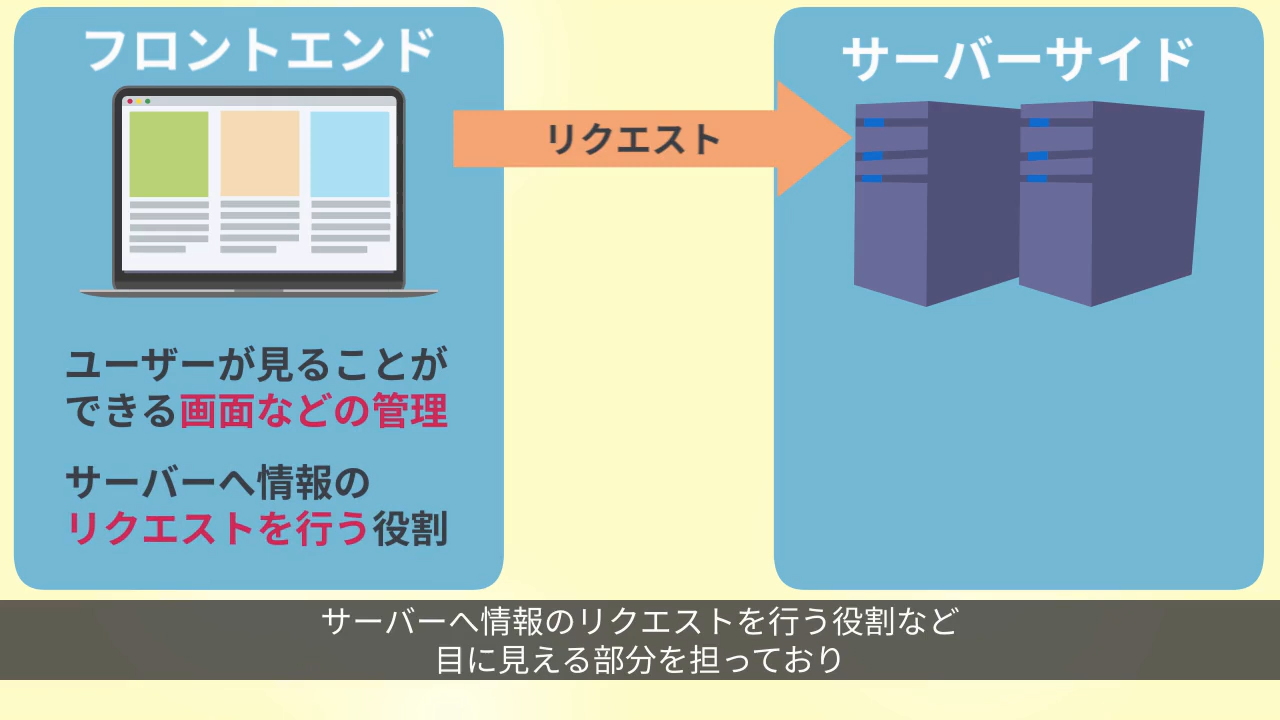 フロントエンド
サーバーサイド
リクエスト
ユーザーが見ることが
できる画面などの管理
サーバーへ情報の
リクエストを行う役割
サーバーへ情報のリクエストを行う役割など
目に見える部分を担っており